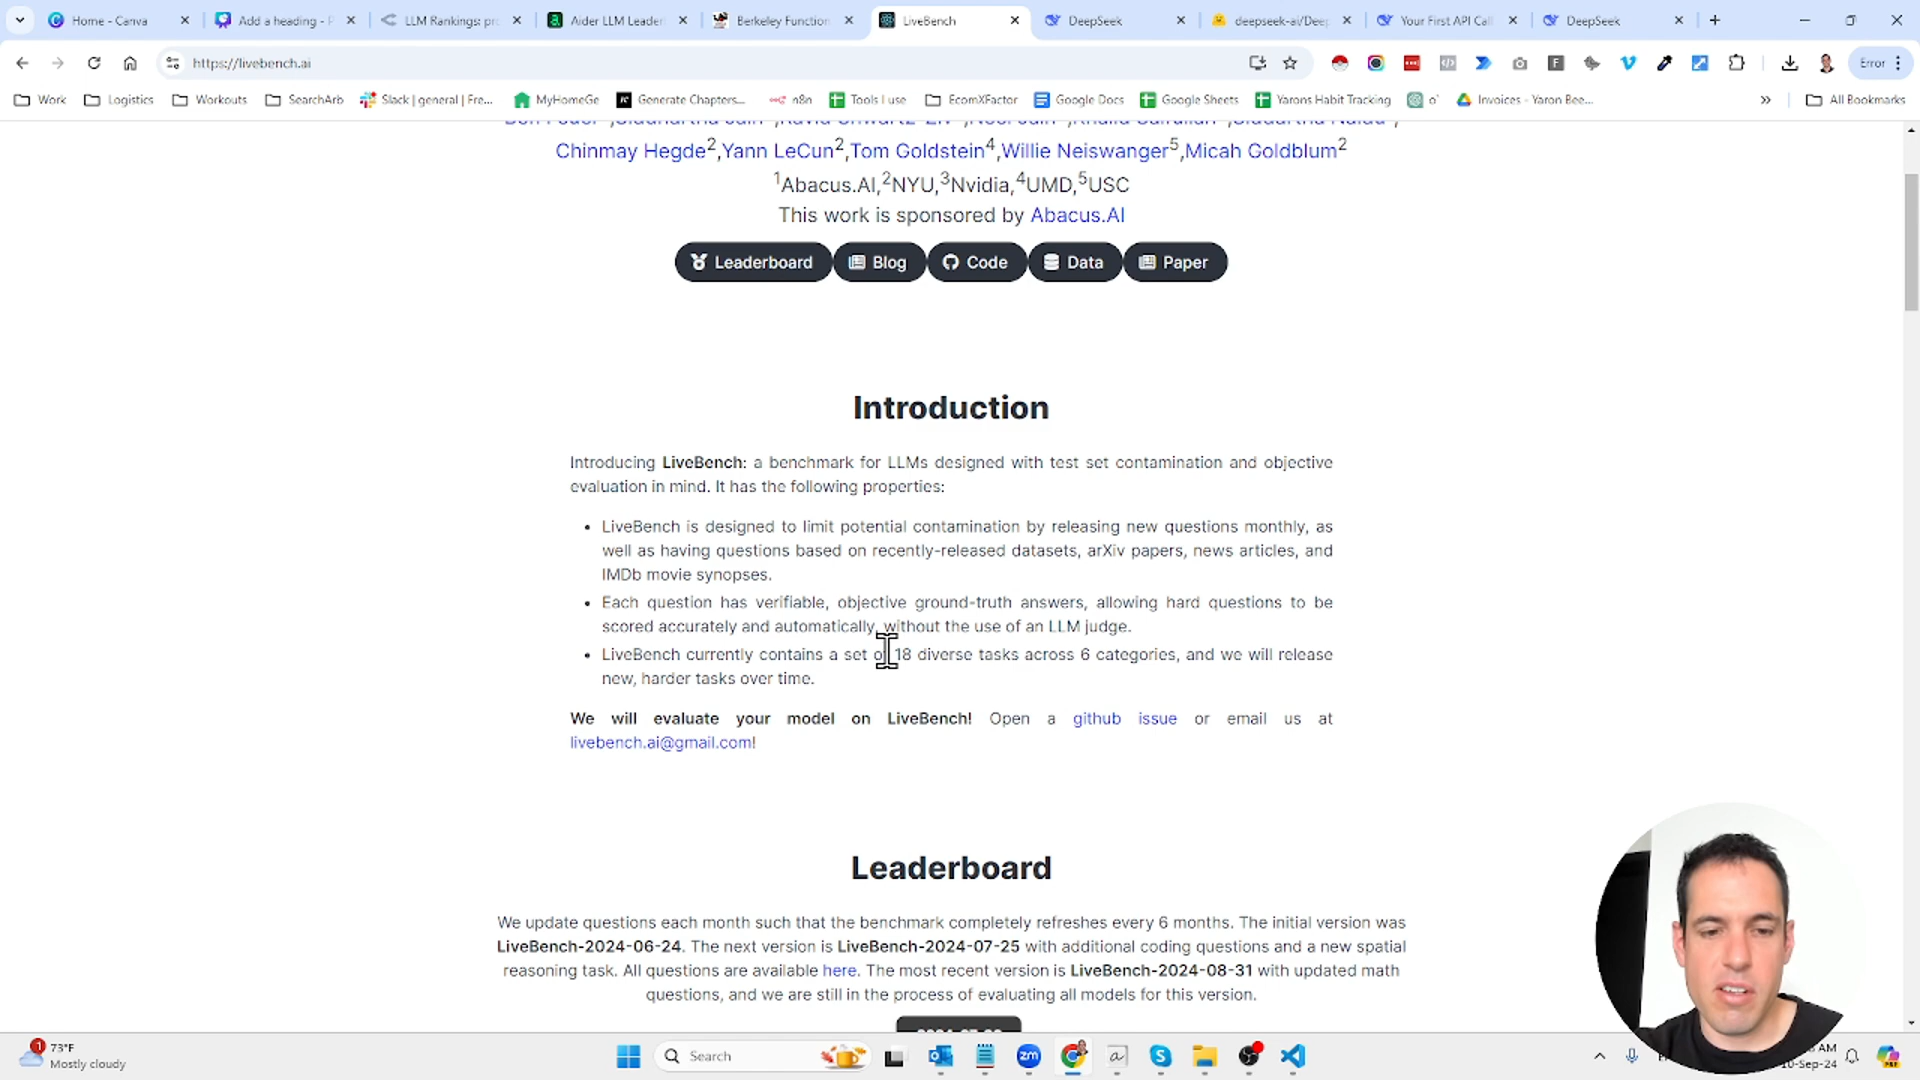 Home - Canva
Add a heading - P
LLM Rankings: pro
Aider LLM Leader
Berkeley Function
LiveBench
DeepSeek
deepseek-ai/Deep
Your First API Call
DeepSeek
https://livebench.ai
Error
Work
Logistics
Workouts
SearchArb
Slack | general | Fre...
MyHomeGe
Generate Chapters...
n8n
Tools I use
EcomXFactor
Google Docs
Google Sheets
Yarons Habit Tracking
o'
Invoices - Yaron Bee...
»
All Bookmarks
Chinmay Hegde2,Yann LeCun2,Tom Goldstein4,Willie Neiswanger5,Micah Goldblum2
1Abacus.AI,2NYU,3Nvidia,4UMD,5USC
This work is sponsored by Abacus.AI
Leaderboard
Blog
Code
Data
Paper
Introduction
Introducing LiveBench: a benchmark for LLMs designed with test set contamination and objective
evaluation in mind. It has the following properties:
• LiveBench is designed to limit potential contamination by releasing new questions monthly, as
well as having questions based on recently-released datasets, arXiv papers, news articles, and
IMDb movie synopses.
• Each question has verifiable, objective ground-truth answers, allowing hard questions to be
scored accurately and automatically, without the use of an LLM judge.
• LiveBench currently contains a set of 18 diverse tasks across 6 categories, and we will release
new, harder tasks over time.
We will evaluate your model on LiveBench! Open a github issue or email us at
livebench.ai@gmail.com!
Leaderboard
We update questions each month such that the benchmark completely refreshes every 6 months. The initial version was
LiveBench-2024-06-24. The next version is LiveBench-2024-07-25 with additional coding questions and a new spatial
reasoning task. All questions are available here. The most recent version is LiveBench-2024-08-31 with updated math
questions, and we are still in the process of evaluating all models for this version.
1
73°F
Mostly cloudy
Search
zm
AM
10-Sep-24